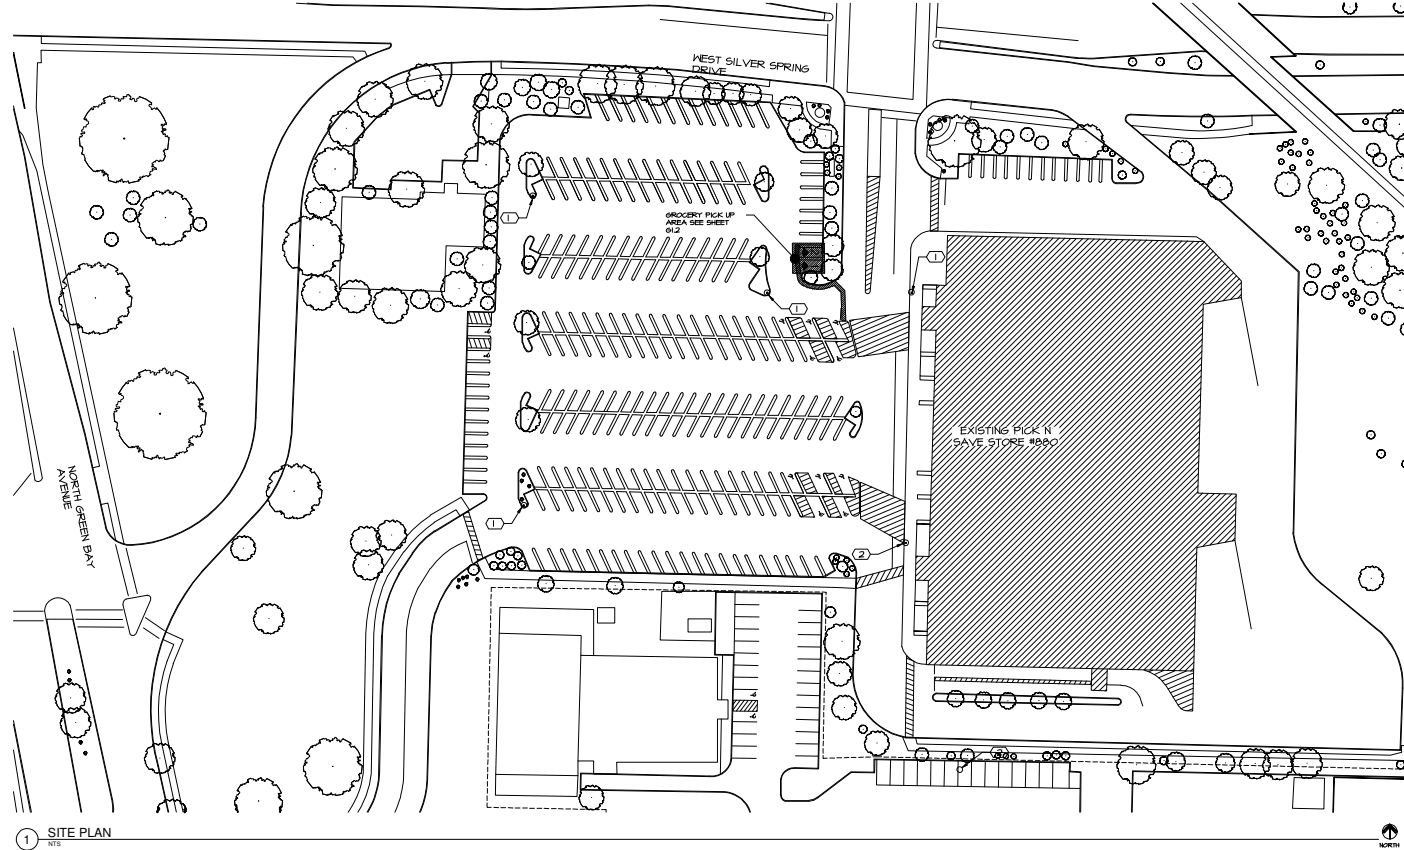 WEST SILVER SPRING
DRIVE
GROCERY PICK UP
AREA SEE SHEET
G1.2
1
1
1
EXISTING PICK N
SAVE STORE #880
NORTH GREEN BAY
AVENUE
1
2
1
SITE PLAN
NTS
NORTH